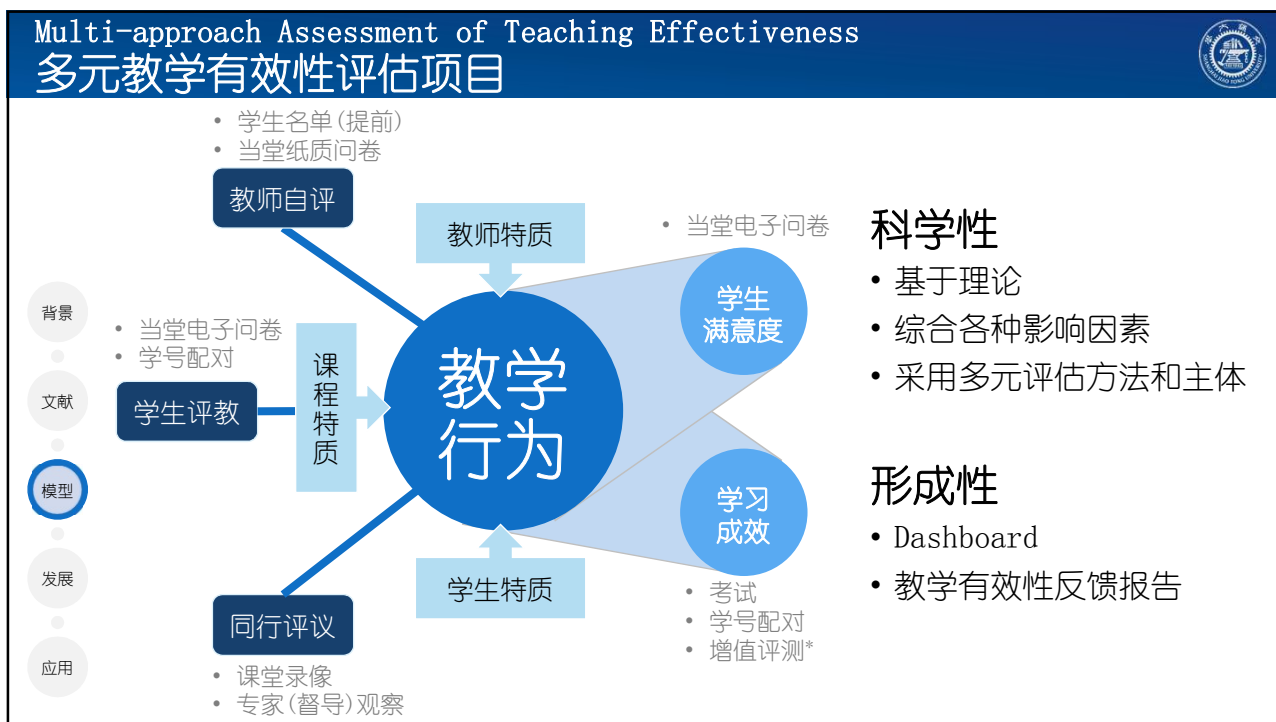 Multi-approach Assessment of Teaching Effectiveness
多元教学有效性评估项目
• 学生名单(提前)
• 当堂纸质问卷
教师自评
教师特质
• 当堂电子问卷
学生
满意度
科学性
• 基于理论
• 综合各种影响因素
• 采用多元评估方法和主体
背景
文献
模型
发展
应用
• 当堂电子问卷
• 学号配对
学生评教
课
程
特
质
教学
行为
学习
成效
形成性
• Dashboard
• 教学有效性反馈报告
学生特质
• 考试
• 学号配对
• 增值评测*
同行评议
• 课堂录像
• 专家(督导)观察